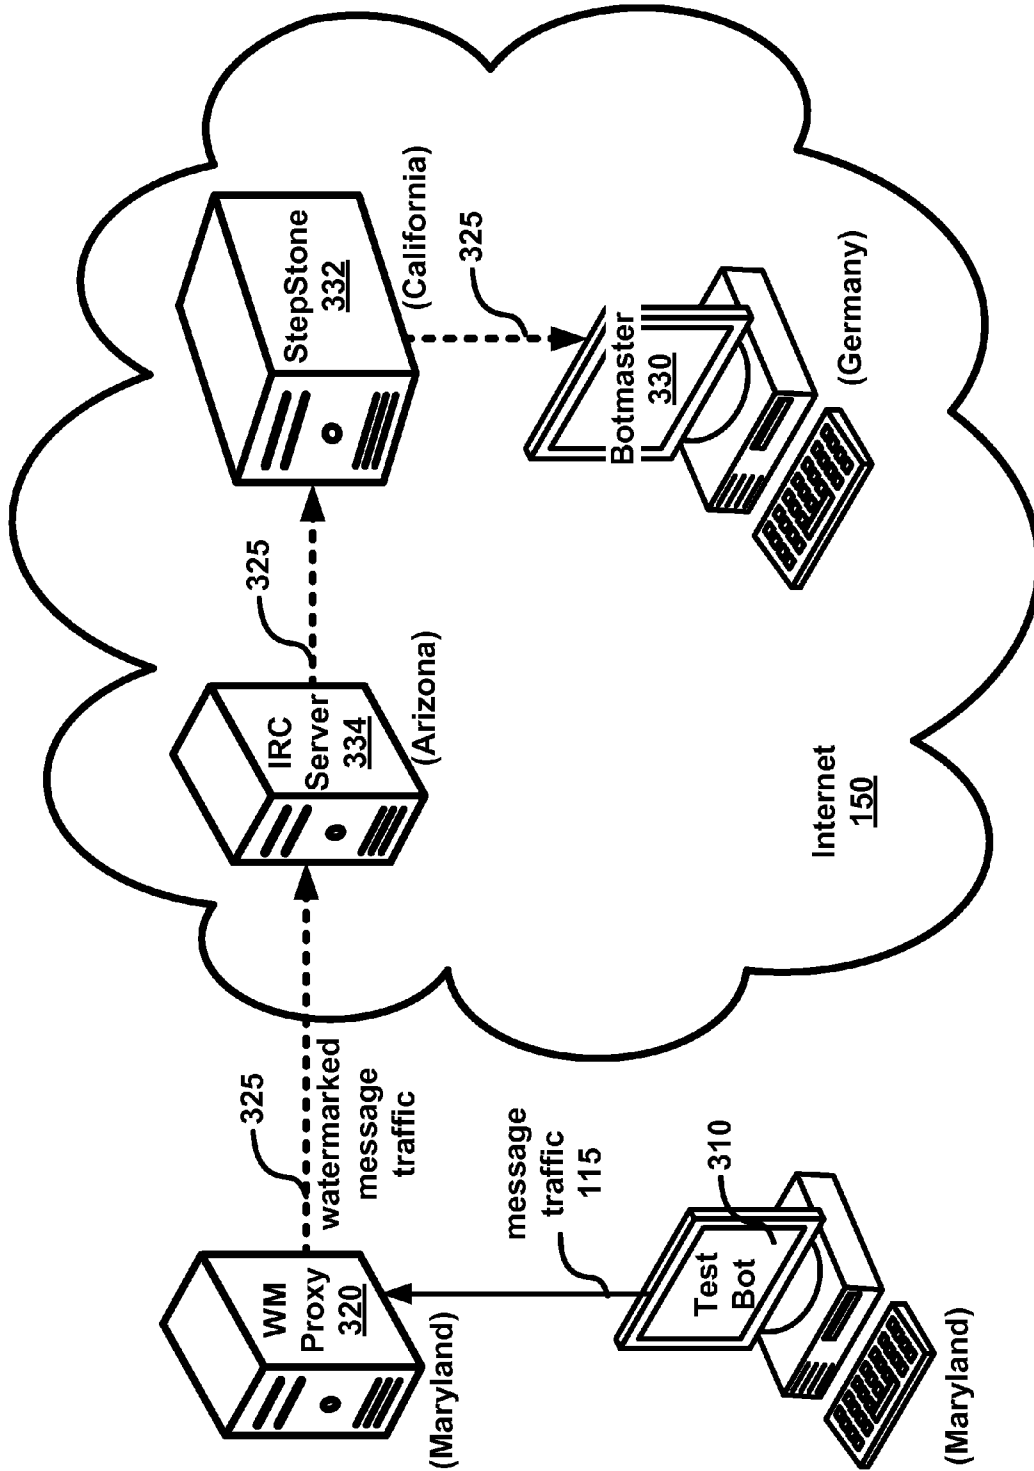 WM
Proxy
320
(Maryland)
325
watermarked
message
traffic
IRC
Server
334
(Arizona)
325
StepStone
332
(California)
325
message
traffic
115
Test
Bot
310
(Maryland)
Internet
150
Botmaster
330
(Germany)